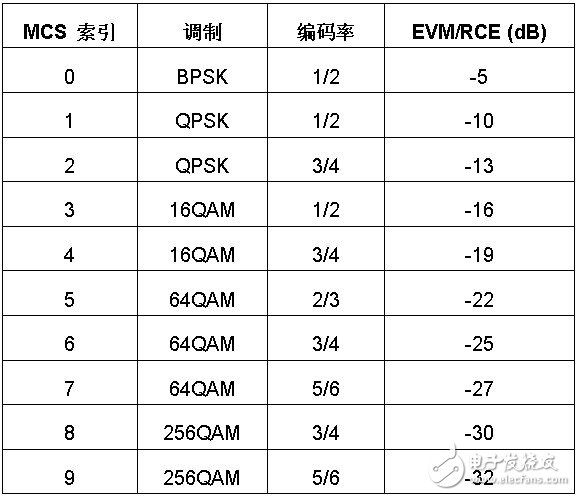 MCS 索引 调制 编码率 EVM/RCE (dB)
0 BPSK 1/2 -5
1 QPSK 1/2 -10
2 QPSK 3/4 -13
3 16QAM 1/2 -16
4 16QAM 3/4 -19
5 64QAM 2/3 -22
6 64QAM 3/4 -25
7 64QAM 5/6 -27
8 256QAM 3/4 -30
9 256QAM 5/6 -32
电子发烧友
www.elecfans.com